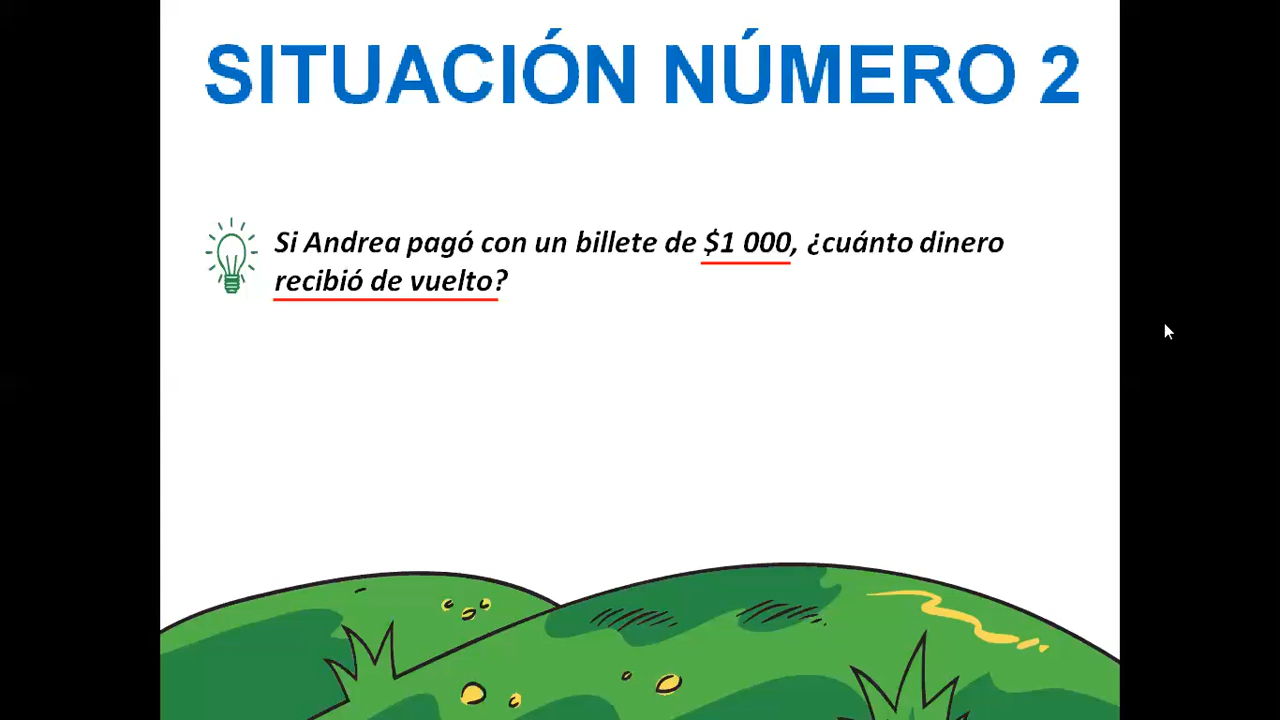 SITUACIÓN NÚMERO 2
Si Andrea pagó con un billete de $1 000, ¿cuánto dinero
recibió de vuelto?